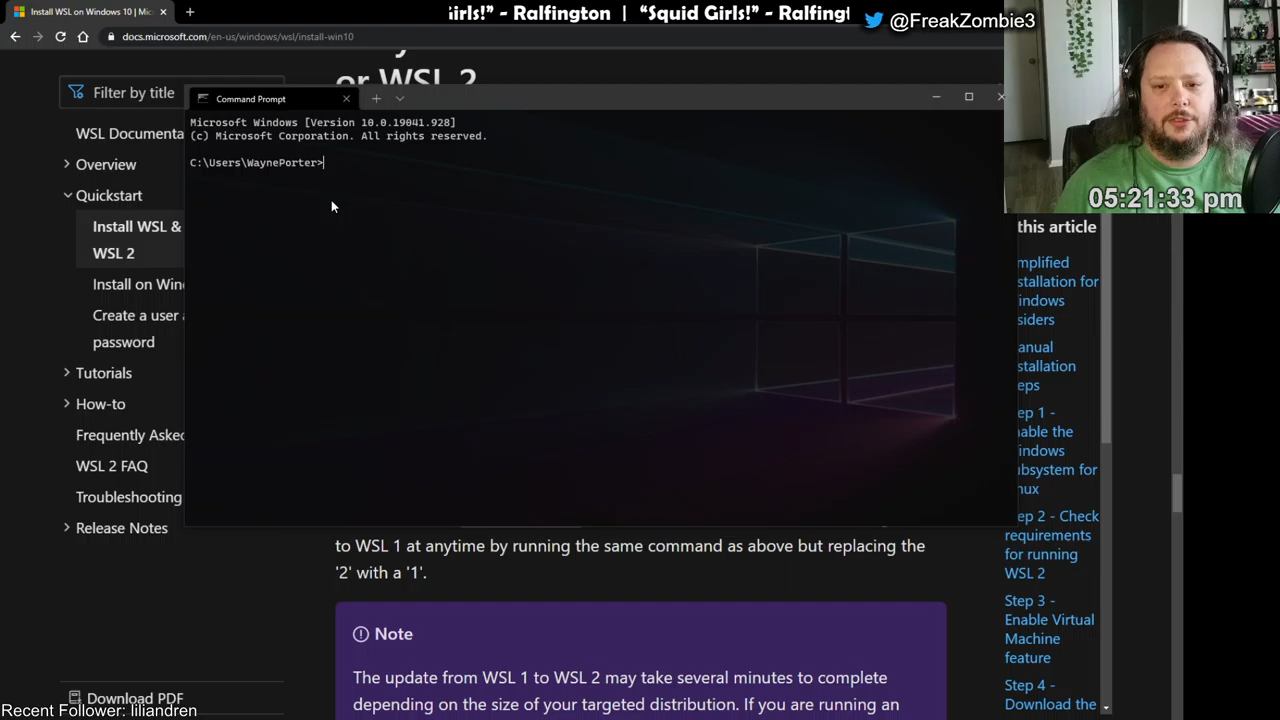 Install WSL on Windows 10 | Mic
irls!” - Ralfington | “Squid Girls!” - Ralfingt
@FreakZombie3
docs.microsoft.com/en-us/windows/wsl/install-win10
or WSL 2
Filter by title
WSL Documenta
Overview
Quickstart
Install WSL &
WSL 2
Install on Wind
Create a user a
password
Tutorials
How-to
Frequently Asked
WSL 2 FAQ
Troubleshooting
Release Notes
Download PDF
Recent Follower: liliandren
Command Prompt
Microsoft Windows [Version 10.0.19041.928]
(c) Microsoft Corporation. All rights reserved.
C:\Users\WaynePorter>
to WSL 1 at anytime by running the same command as above but replacing the
'2' with a '1'.
Note
The update from WSL 1 to WSL 2 may take several minutes to complete
depending on the size of your targeted distribution. If you are running an
05:21:33 pm
this article
mplified
stallation for
indows
siders
anual
stallation
eps
ep 1 -
nable the
indows
ubsystem for
nux
ep 2 - Check
requirements
for running
WSL 2
Step 3 -
Enable Virtual
Machine
feature
Step 4 -
Download the